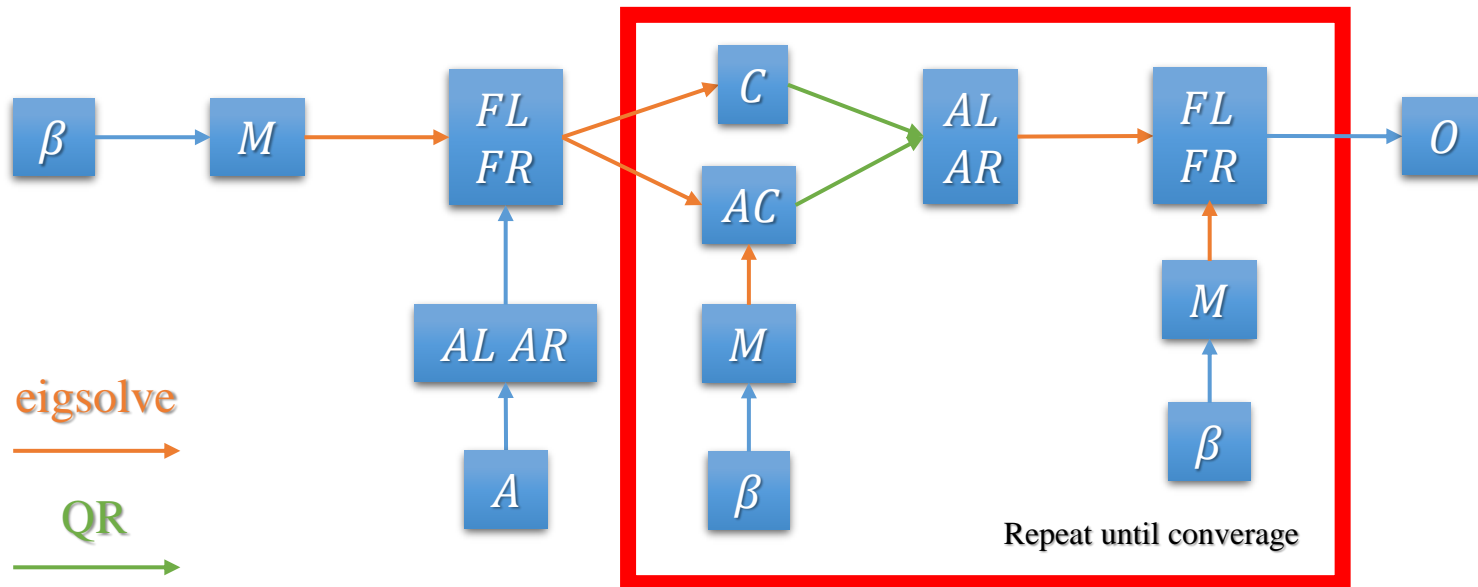 β
M
FL
FR
C
AC
AL
AR
FL
FR
O
AL AR
M
M
A
β
β
eigsolve
QR
Repeat until converage